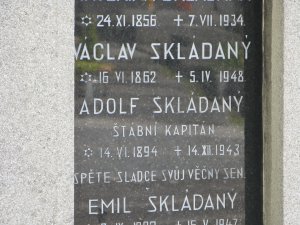 * 24.XI.1856 + 7.VII.1934.
VÁCLAV SKLÁDANÝ
* 16 VI. 1862 + 5.IV. 1948.
ADOLF SKLÁDANÝ
ŠTÁBNÍ KAPITÁN
* 14.VI.1894 + 14.XII.1943
SPĚTE SLADCE SVŮJ VĚČNÝ SEN.
EMIL SKLÁDANÝ